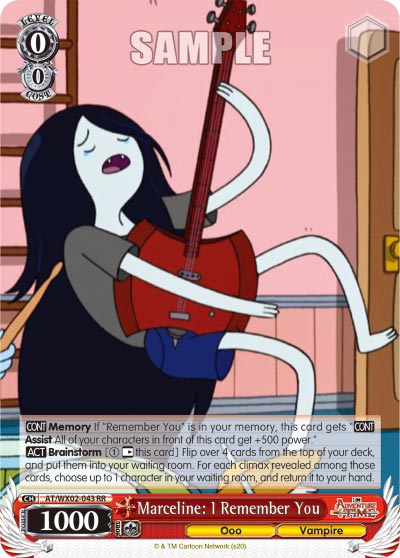 SAMPLE
LEVEL
0
0
COST
CONT Memory If "Remember You" is in your memory, this card gets "CONT
Assist All of your characters in front of this card get +500 power."
ACT Brainstorm [① this card] Flip over 4 cards from the top of your deck,
and put them into your waiting room. For each climax revealed among those
cards, choose up to 1 character in your waiting room, and return it to your hand.
CH AT/WX02-043 RR
POWER 1000
Marceline: I Remember You
ADVENTURE TIME
Ooo Vampire
© & TM Cartoon Network (s20)